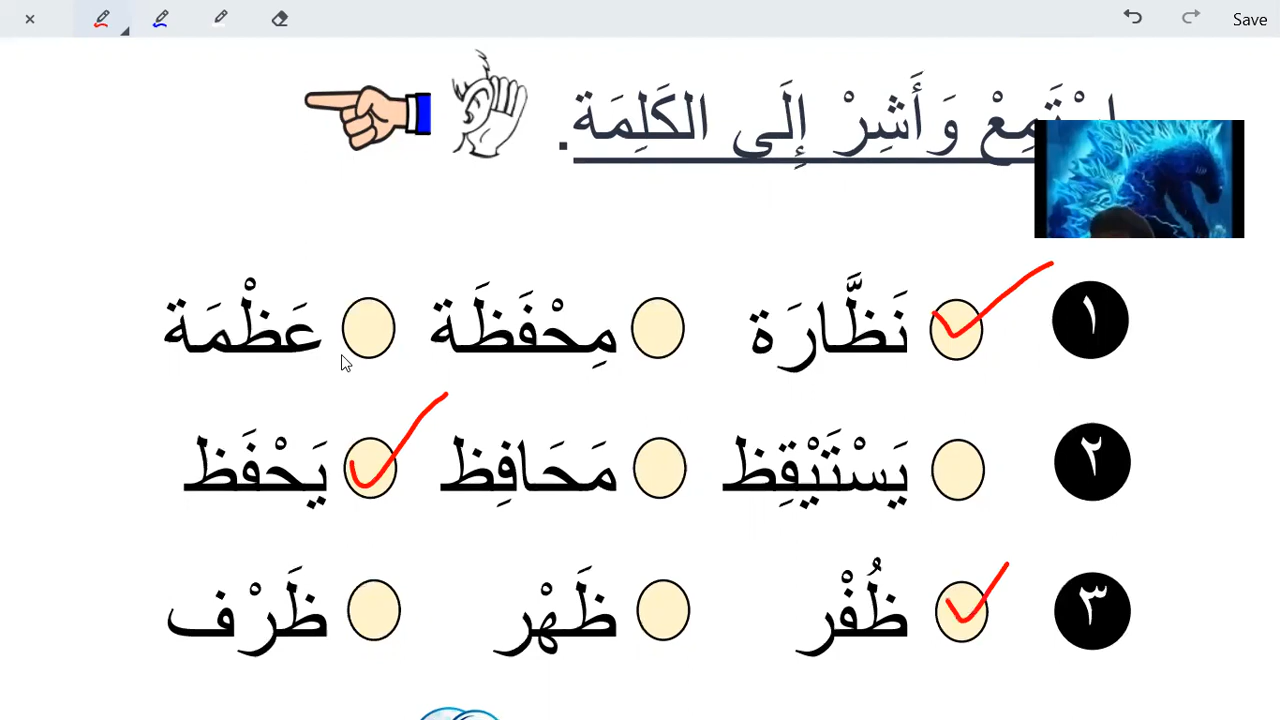 Save
وَ أَشِرْ إِلَى الكَلِمَة.
١ نَظَّارَة مِحْفَظَة عَظْمَة
٢ يَسْتَيْقِظ مَحَافِظ يَحْفَظ
٣ ظُفْر ظَهْر ظَرْف